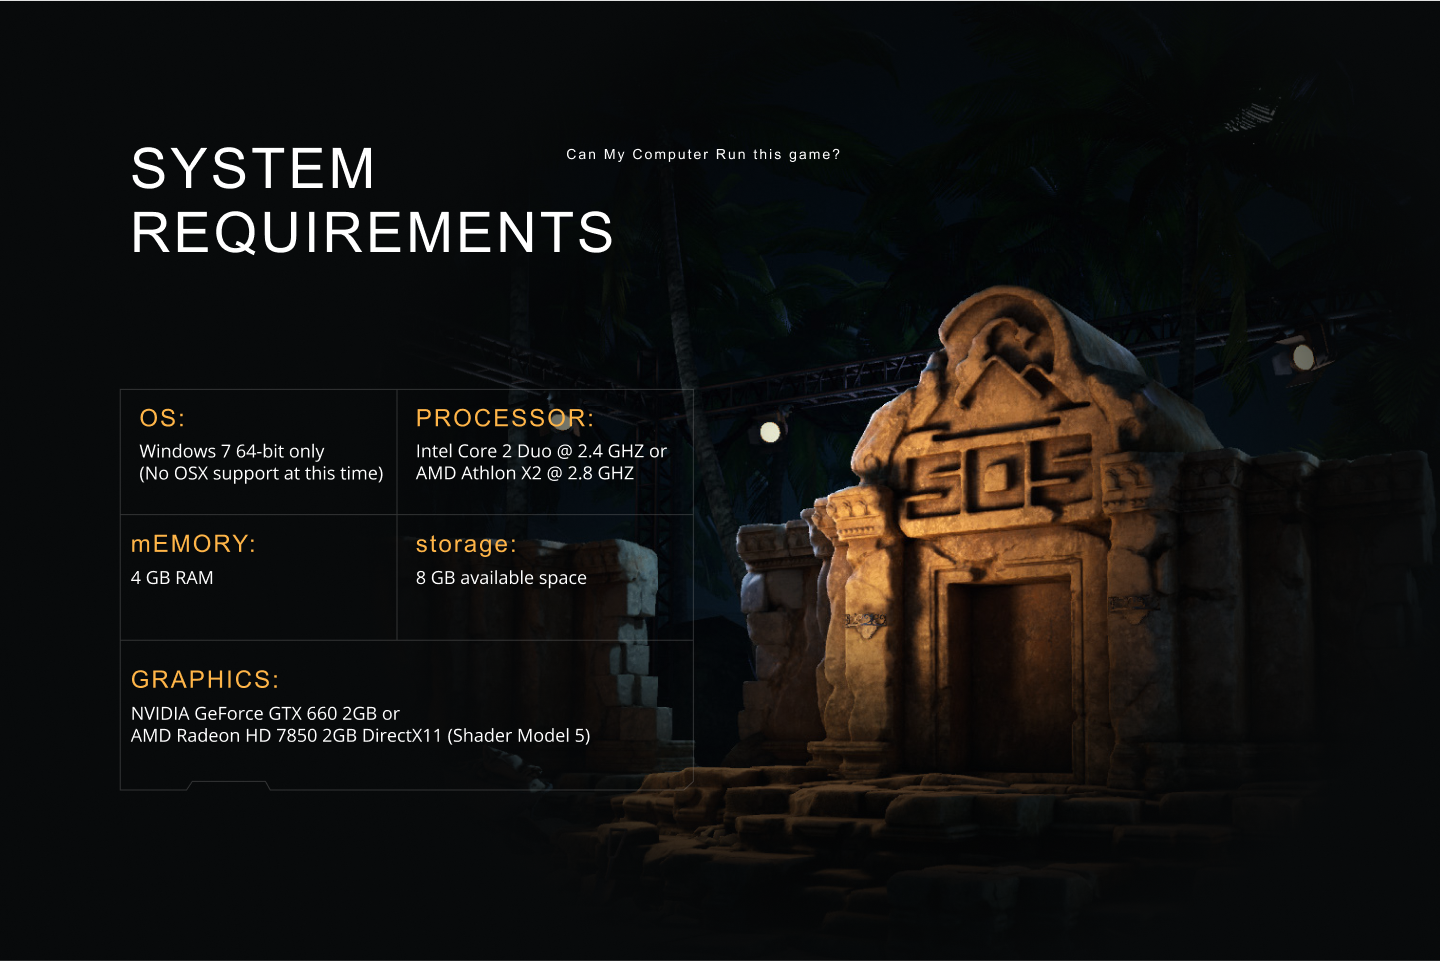 SYSTEM
REQUIREMENTS
Can My Computer Run this game?
OS:
Windows 7 64-bit only
(No OSX support at this time)
PROCESSOR:
Intel Core 2 Duo @ 2.4 GHZ or
AMD Athlon X2 @ 2.8 GHZ
mEMORY:
4 GB RAM
storage:
8 GB available space
GRAPHICS:
NVIDIA GeForce GTX 660 2GB or
AMD Radeon HD 7850 2GB DirectX11 (Shader Model 5)
SOS